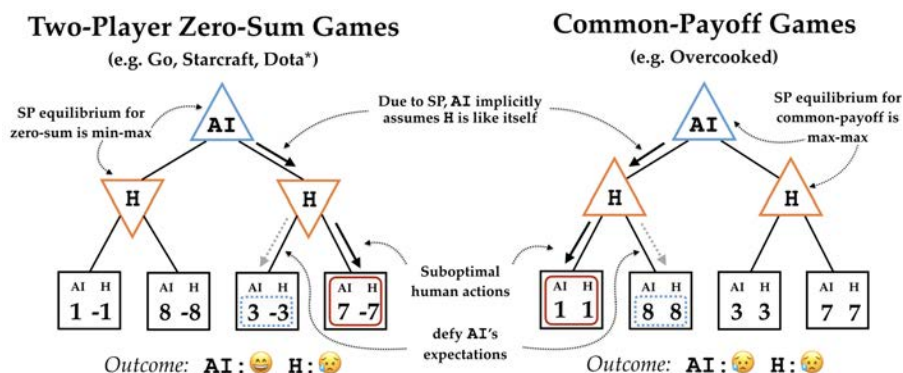 Two-Player Zero-Sum Games
(e.g. Go, Starcraft, Dota*)
SP equilibrium for
zero-sum is min-max
AI
H
H
AI H
1 -1
AI H
8 -8
AI H
3 -3
AI H
7 -7
Outcome: AI:😄 H:😥
Due to SP, AI implicitly
assumes H is like itself
Suboptimal
human actions
defy AI's
expectations
Common-Payoff Games
(e.g. Overcooked)
SP equilibrium for
common-payoff is
max-max
AI
H
H
AI H
1 1
AI H
8 8
AI H
3 3
AI H
7 7
Outcome: AI:😥 H:😥